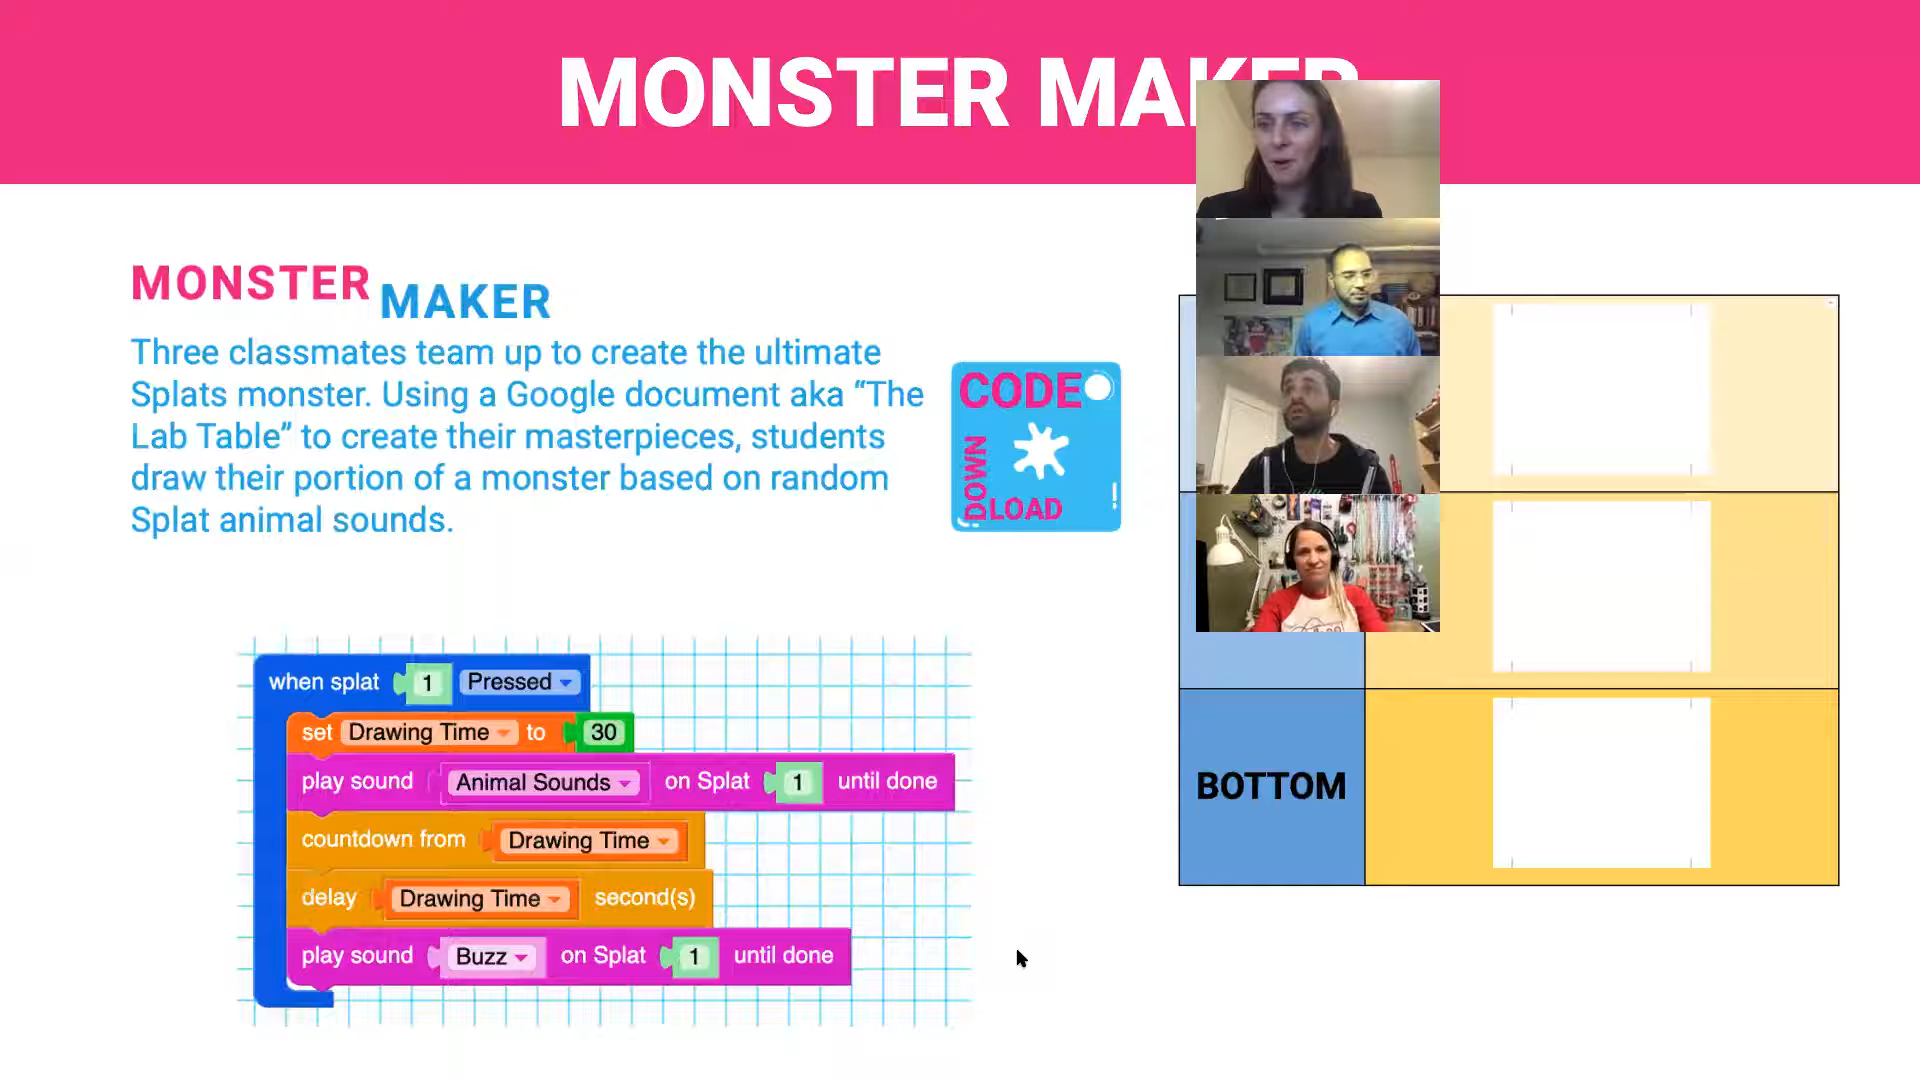 MONSTER
MONSTER
MAKER
Three classmates team up to create the ultimate
Splats monster. Using a Google document aka “The
Lab Table” to create their masterpieces, students
draw their portion of a monster based on random
Splat animal sounds.
CODE
DOWN
LOAD
when splat 1 Pressed
set Drawing Time to 30
play sound Animal Sounds on Splat 1 until done
countdown from Drawing Time
delay Drawing Time second(s)
play sound Buzz on Splat 1 until done
BOTTOM